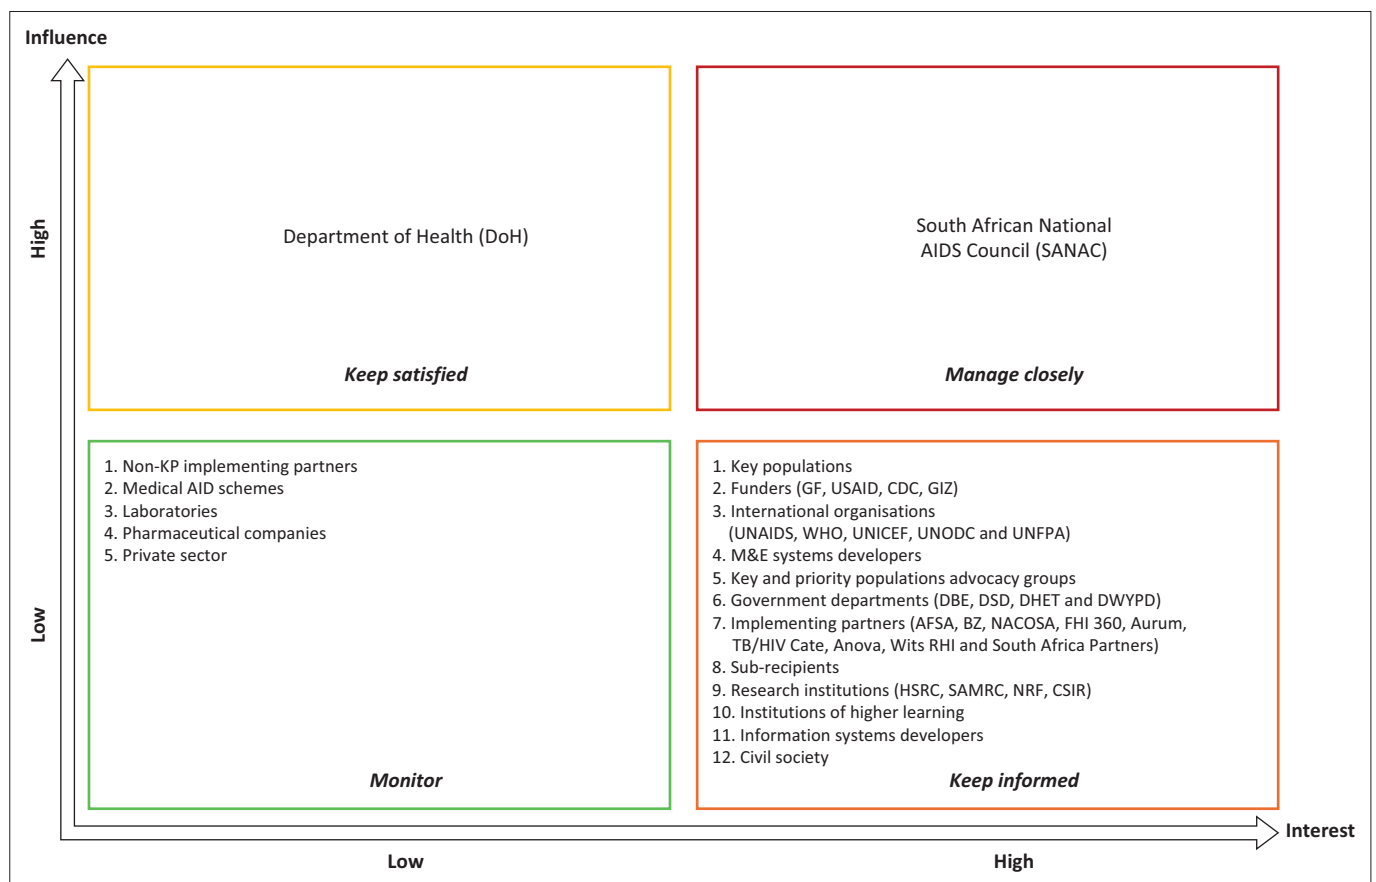 Influence
High
Department of Health (DoH)
Keep satisfied
South African National
AIDS Council (SANAC)
Manage closely
Low
1. Non-KP implementing partners
2. Medical AID schemes
3. Laboratories
4. Pharmaceutical companies
5. Private sector
Monitor
1. Key populations
2. Funders (GF, USAID, CDC, GIZ)
3. International organisations
(UNAIDS, WHO, UNICEF, UNODC and UNFPA)
4. M&E systems developers
5. Key and priority populations advocacy groups
6. Government departments (DBE, DSD, DHET and DWYPD)
7. Implementing partners (AFSA, BZ, NACOSA, FHI 360, Aurum,
TB/HIV Cate, Anova, Wits RHI and South Africa Partners)
8. Sub-recipients
9. Research institutions (HSRC, SAMRC, NRF, CSIR)
10. Institutions of higher learning
11. Information systems developers
12. Civil society
Keep informed
Interest
Low
High